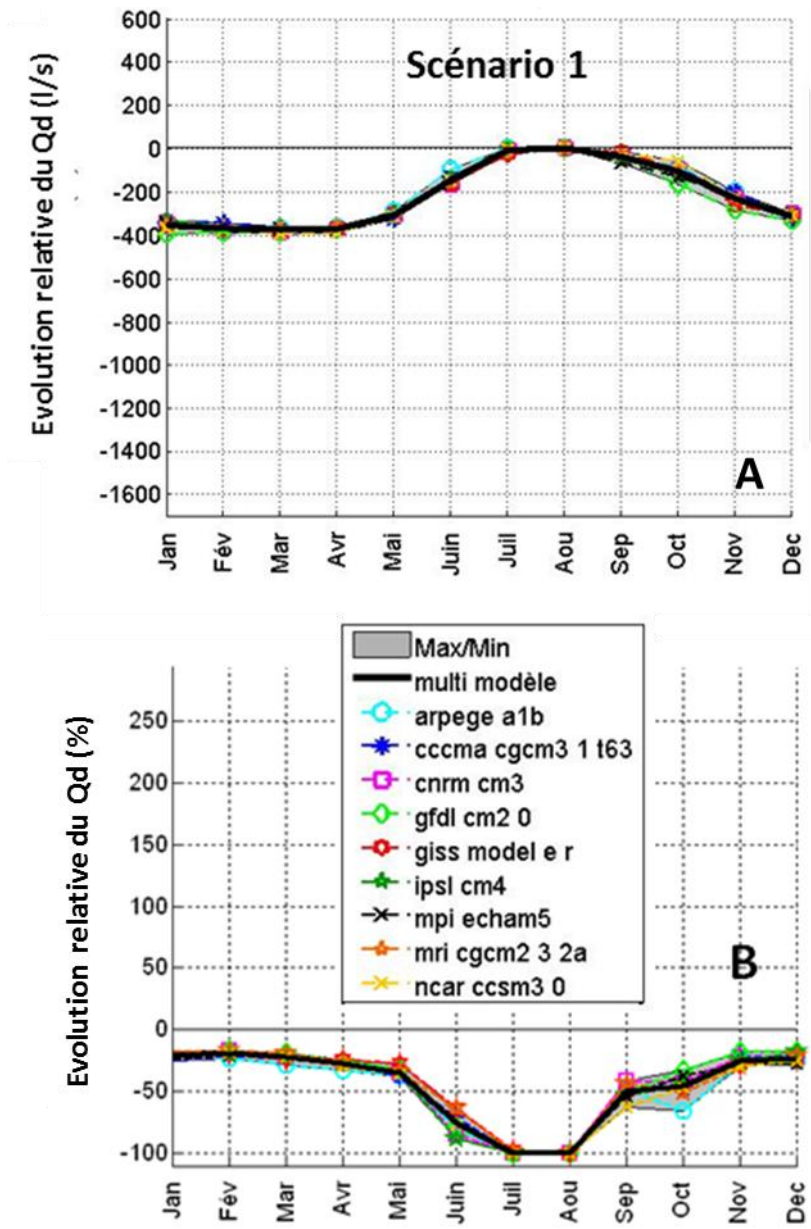 Scénario 1
Evolution relative du Qd (l/s)
600
400
200
0
-200
-400
-600
-800
-1000
-1200
-1400
-1600
A
Jan Fév Mar Avr Mai Juin Juil Aou Sep Oct Nov Dec
Evolution relative du Qd (%)
250
200
150
100
50
0
-50
-100
Max/Min
multi modèle
arpege a1b
cccma cgcm3 1 t63
cnrm cm3
gfdl cm2 0
giss model e r
ipsl cm4
mpi echam5
mri cgcm2 3 2a
ncar ccsm3 0
B
Jan Fév Mar Avr Mai Juin Juil Aou Sep Oct Nov Dec